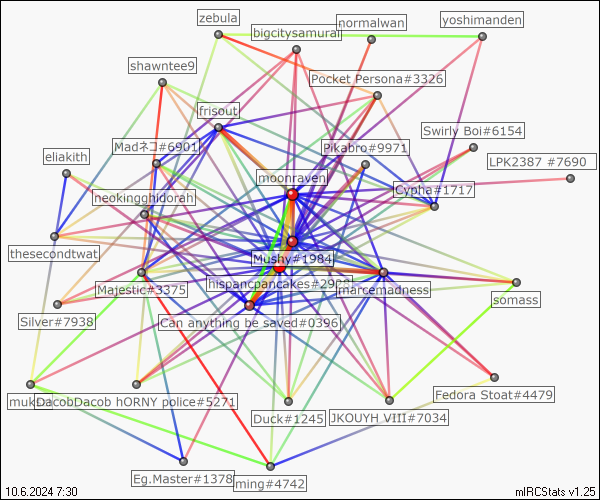 zebula
bigcitysamurai
normalwan
yoshimanden
shawntee9
Pocket Persona#3326
frisout
Madネコ#6901
Pikabro#9971
Swirly Boi#6154
eliakith
LPK2387 #7690
moonraven
Cypha#1717
neokingghidorah
thesecondtwat
Mushy#1984
Majestic#3375
hispancpancakes#29
marcemadness
somass
Silver#7938
Can anything be saved#0396
DacobDacob hORNY police#5271
Fedora Stoat#4479
Duck#1245
JKOUYH VIII#7034
Eg.Master#1378
ming#4742
10.6.2024 7:30
mIRCStats v1.25